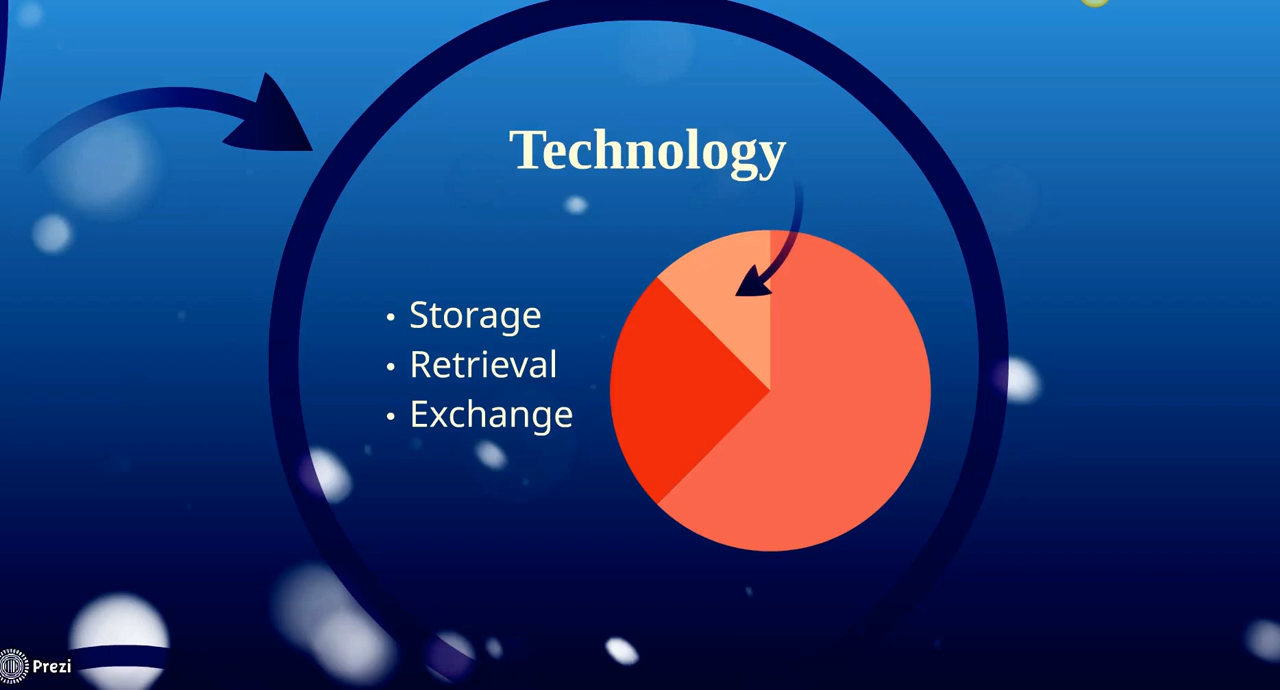 Technology
• Storage
• Retrieval
• Exchange
Prezi